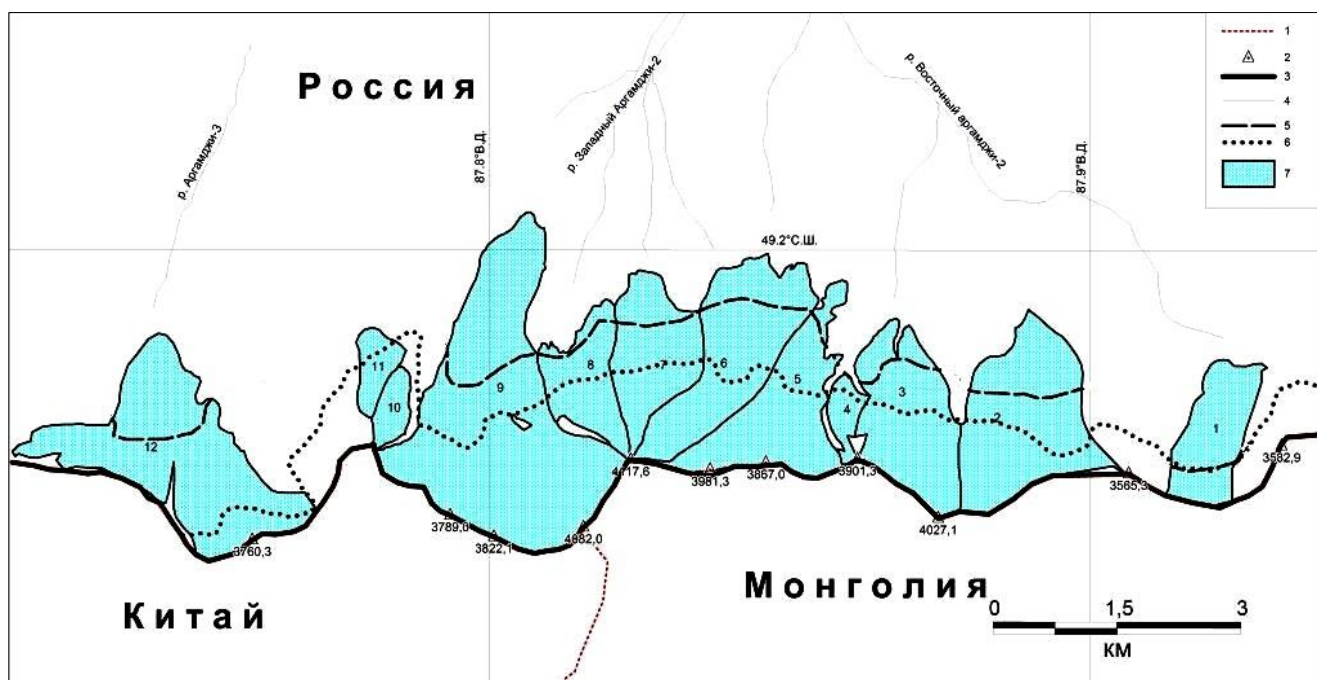 Россия
р. Аргамджи-3
87.8°В.Д.
р. Западный Аргамджи-2
р. Восточный аргамджи-2
87.9°В.Д.
49.2°С.Ш.
1
2
3
4
5
6
7
12
11
10
9
8
7
6
5
4
3
2
1
3760,3
3789,0
3822,1
4082,0
4117,6
3981,3
3867,0
3901,3
4027,1
3565,3
3582,9
Китай
Монголия
0 1,5 3
КМ